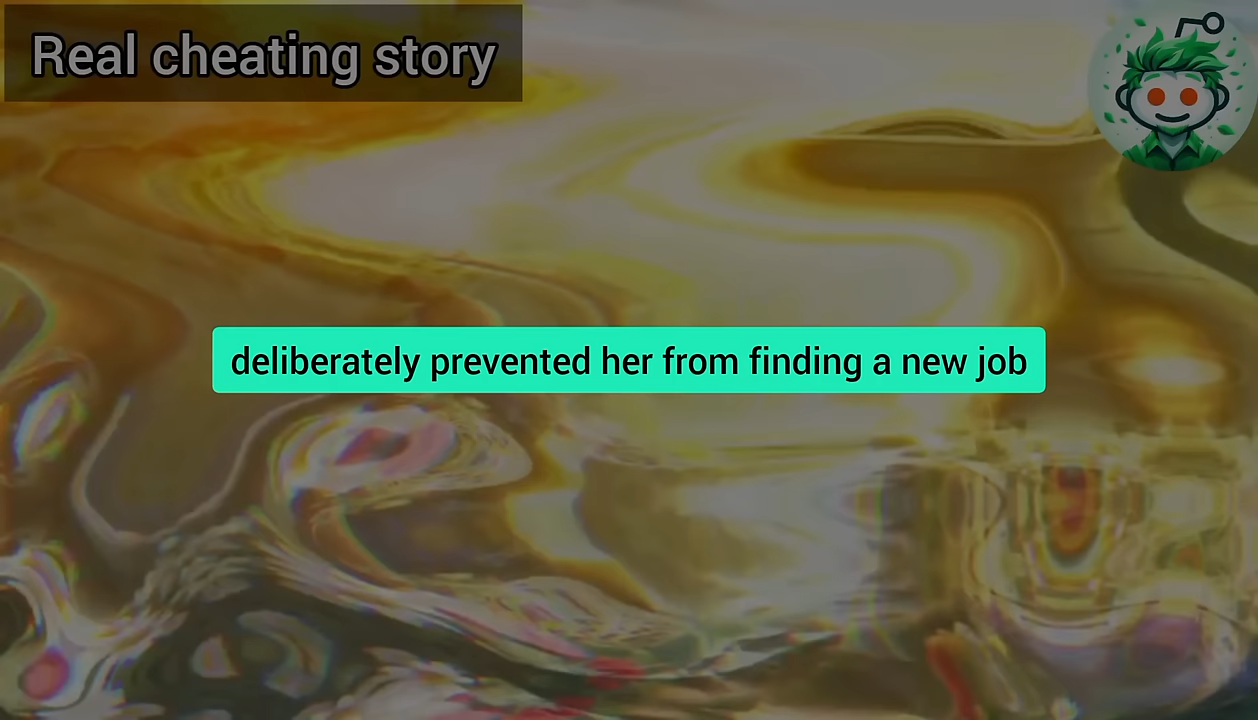 Real cheating story
deliberately prevented her from finding a new job